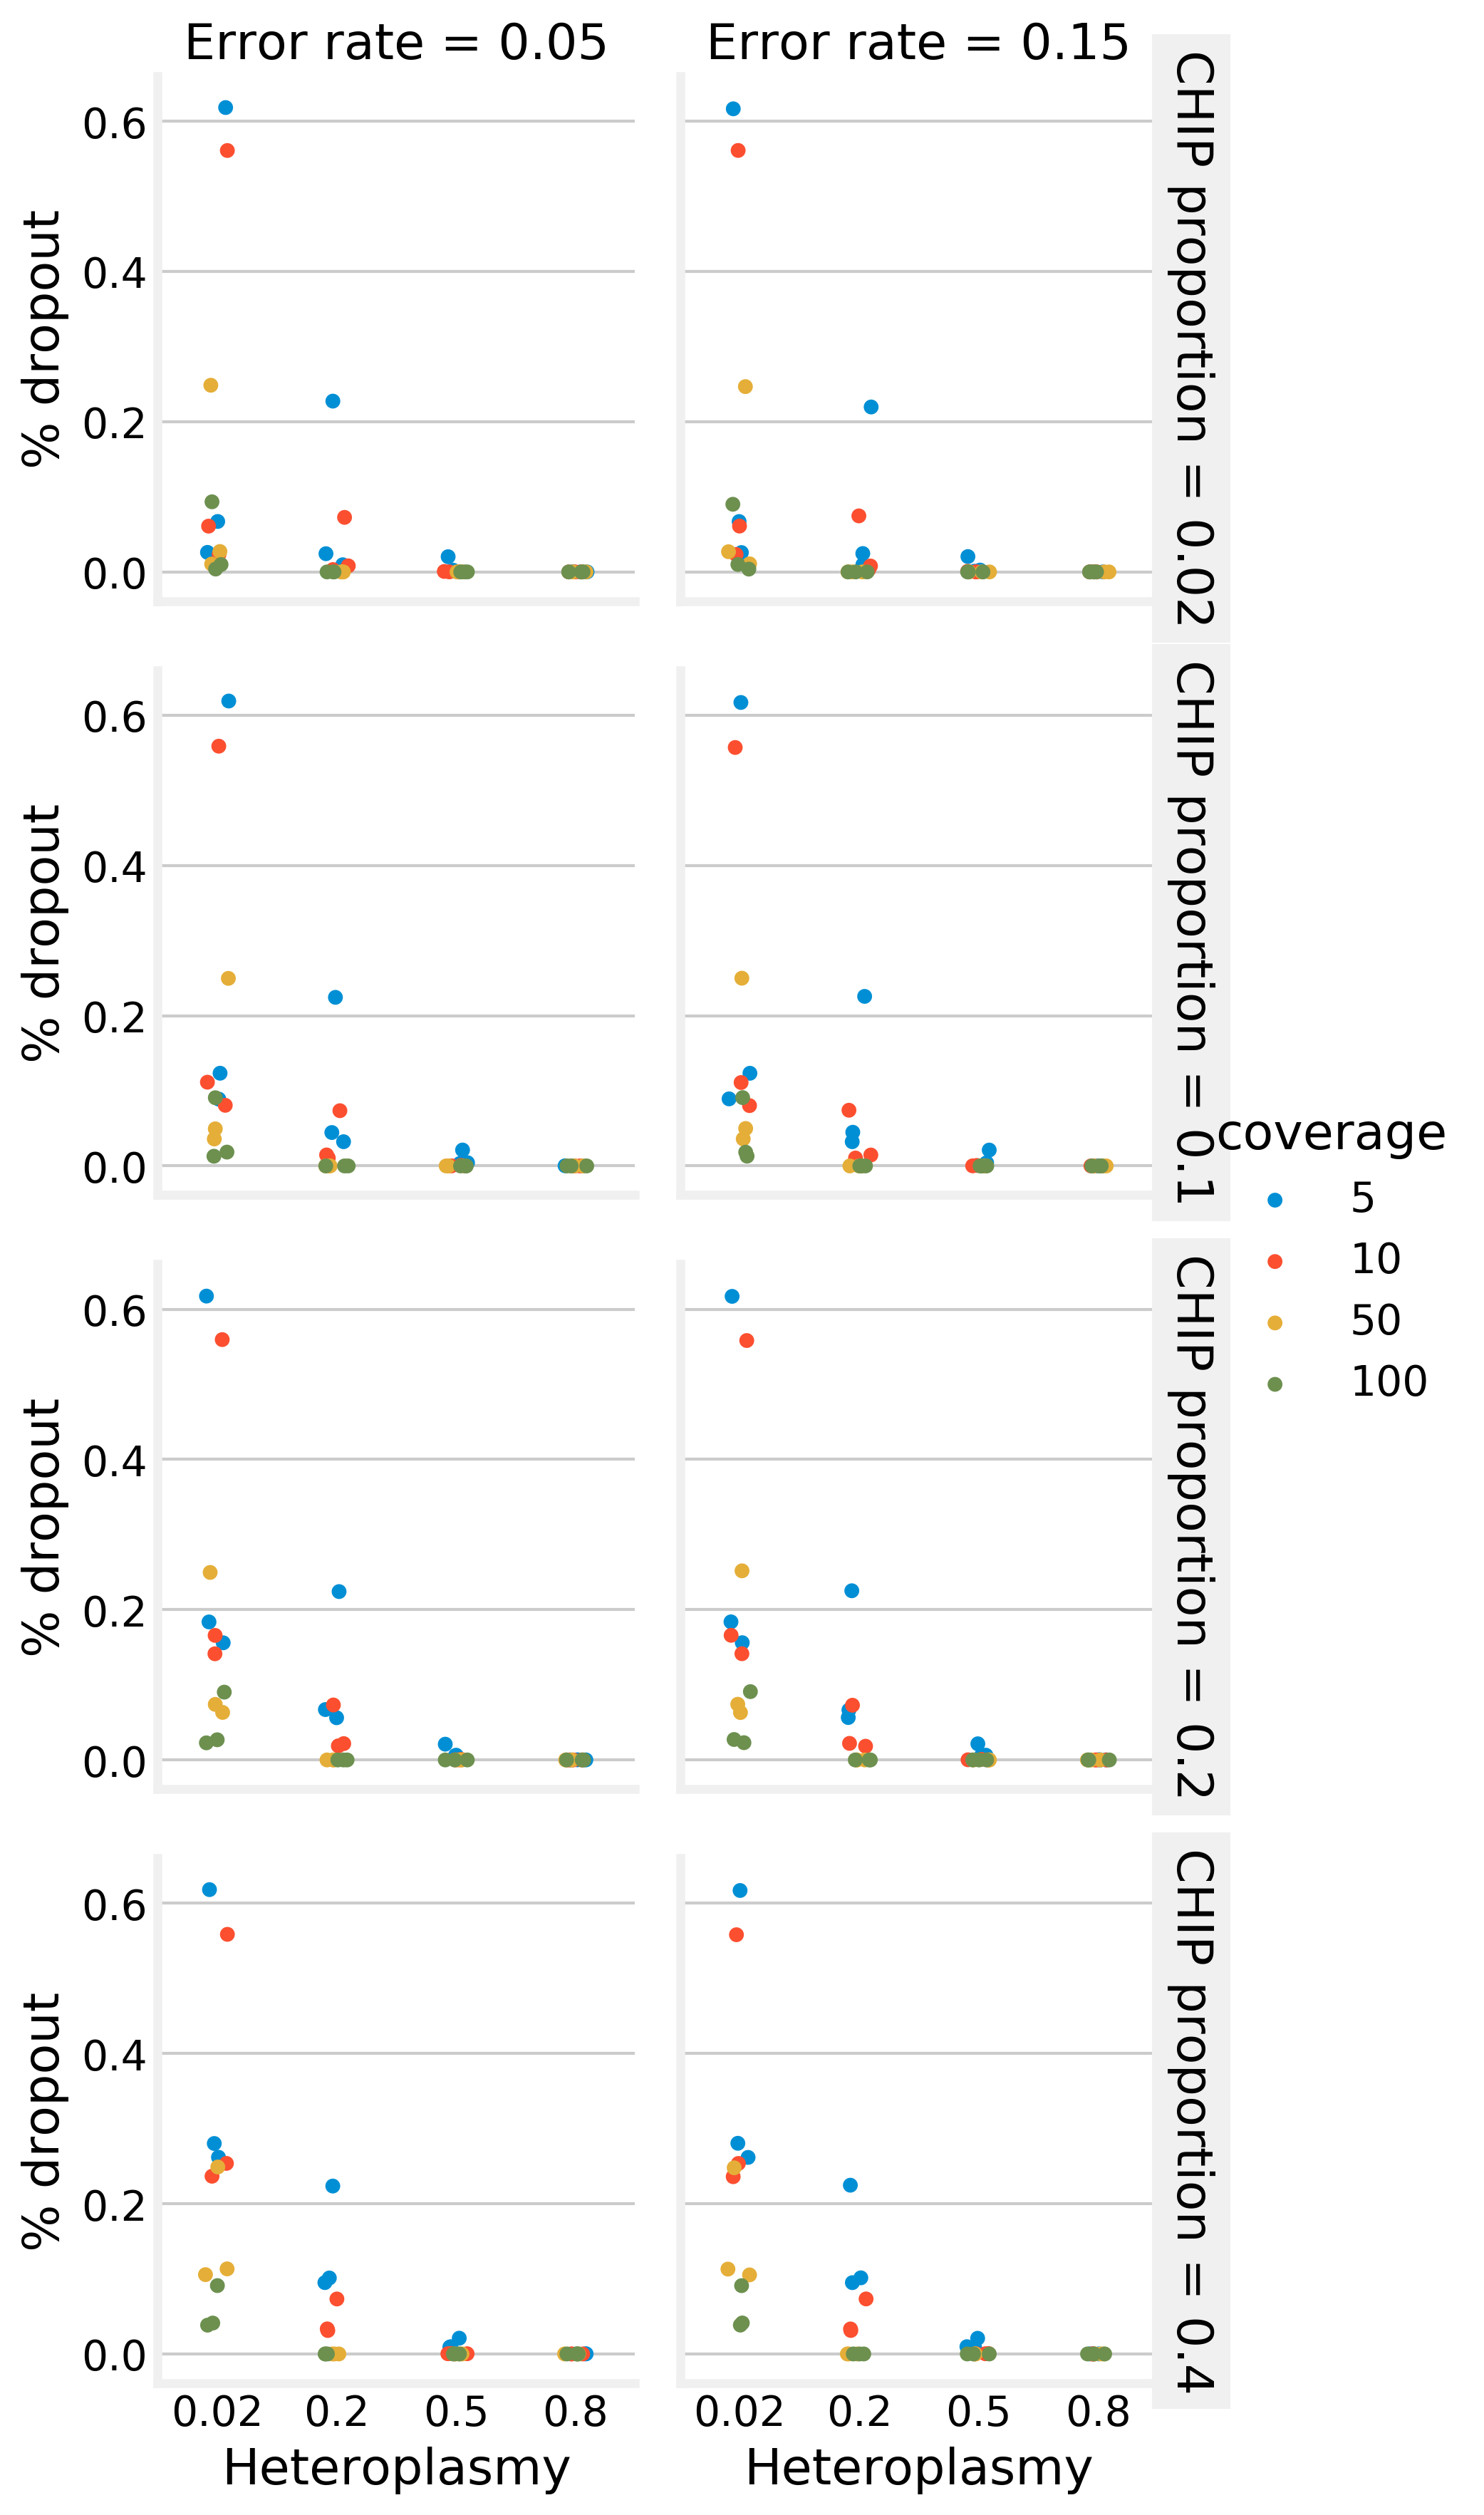 Error rate = 0.05
Error rate = 0.15
% dropout
0.6
0.4
0.2
0.0
CHIP proportion = 0.02
% dropout
0.6
0.4
0.2
0.0
CHIP proportion = 0.1
% dropout
0.6
0.4
0.2
0.0
CHIP proportion = 0.2
% dropout
0.6
0.4
0.2
0.0
CHIP proportion = 0.4
0.02 0.2 0.5 0.8
0.02 0.2 0.5 0.8
Heteroplasmy
Heteroplasmy
coverage
5
10
50
100